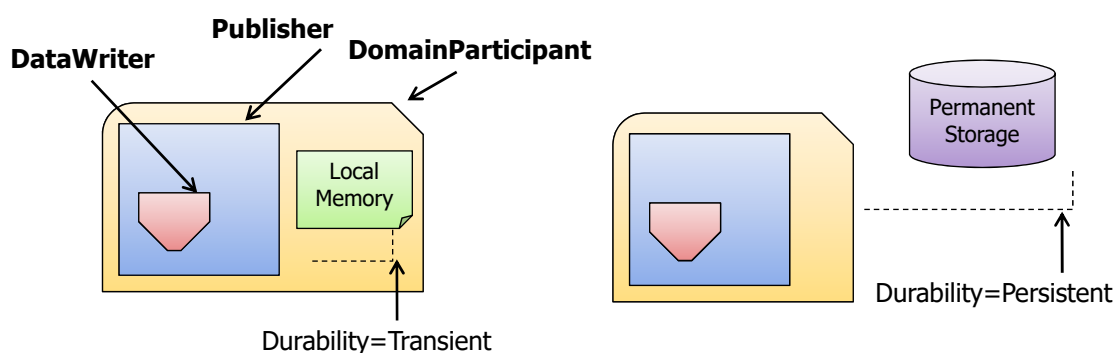 Publisher
DataWriter
DomainParticipant
Local
Memory
Durability=Transient
Permanent
Storage
Durability=Persistent